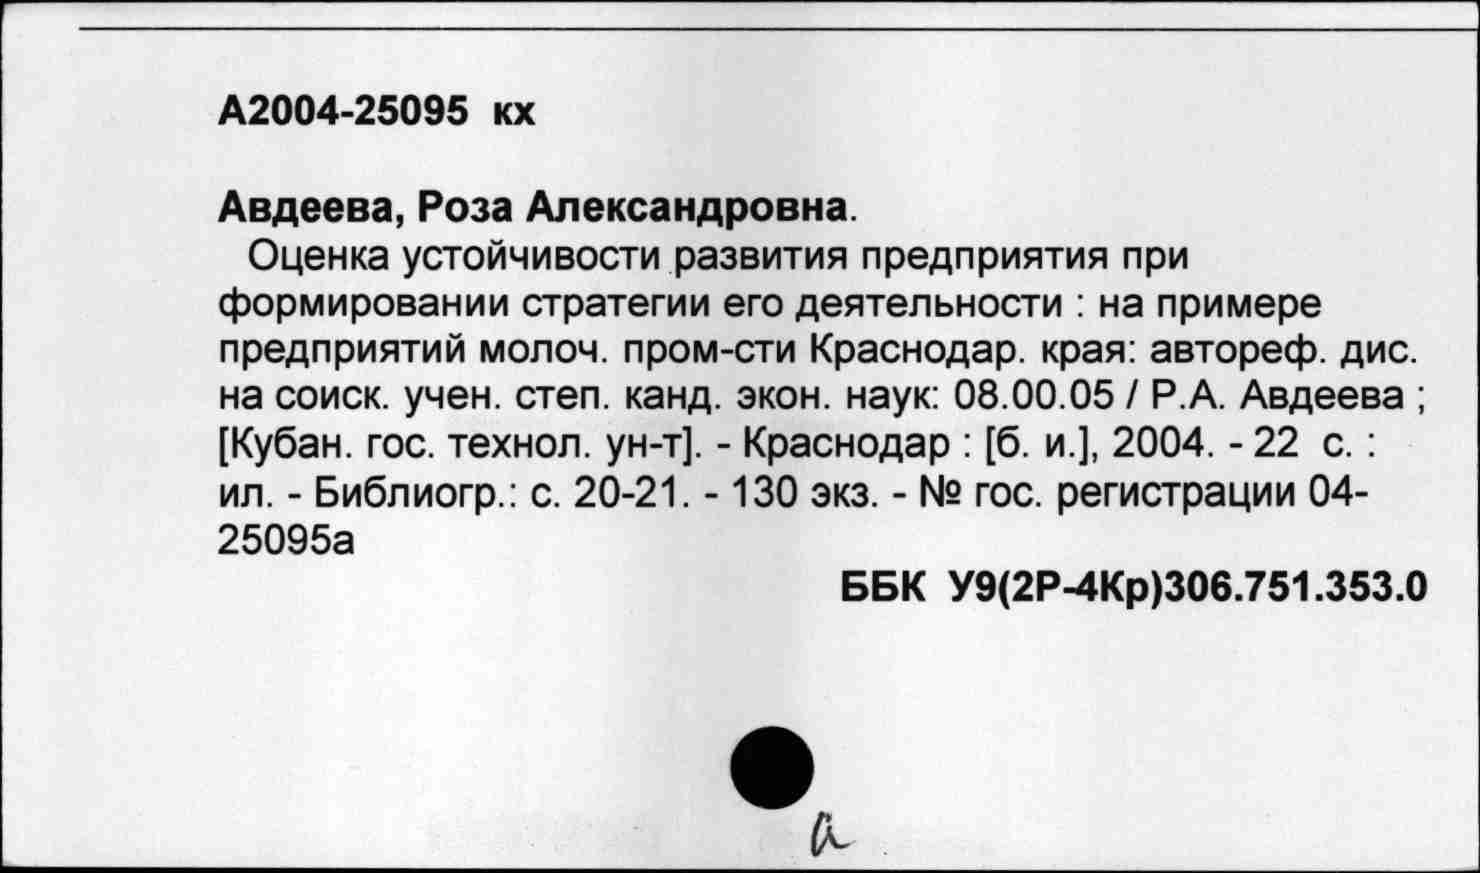 А2004-25095 кх
Авдеева, Роза Александровна.
Оценка устойчивости развития предприятия при
формировании стратегии его деятельности : на примере
предприятий молоч. пром-сти Краснодар. края: автореф. дис.
на соиск. учен. степ. канд. экон. наук: 08.00.05 / Р.А. Авдеева ;
[Кубан. гос. технол. ун-т]. - Краснодар : [б. и.], 2004. - 22 с. :
ил. - Библиогр.: с. 20-21. - 130 экз. - № гос. регистрации 04-
25095а
ББК У9(2Р-4Кр)306.751.353.0
а